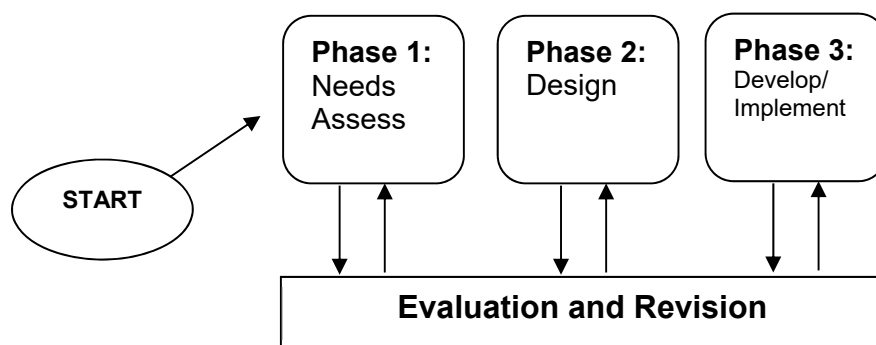 Phase 1:
Needs
Assess
Phase 2:
Design
Phase 3:
Develop/
Implement
START
Evaluation and Revision